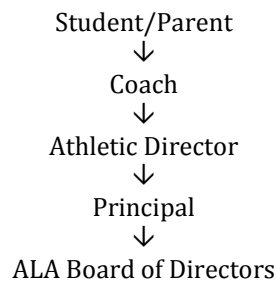 Student/Parent
↓
Coach
↓
Athletic Director
↓
Principal
↓
ALA Board of Directors